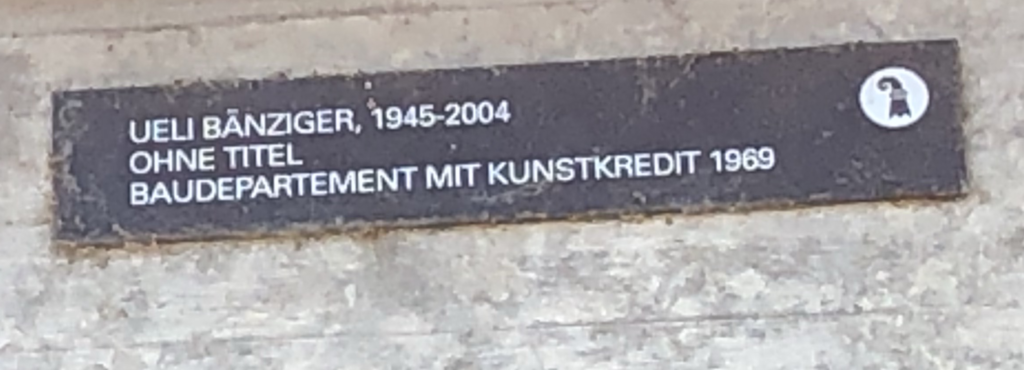 UELI BÄNZIGER, 1945-2004
OHNE TITEL
BAUDEPARTEMENT MIT KUNSTKREDIT 1969